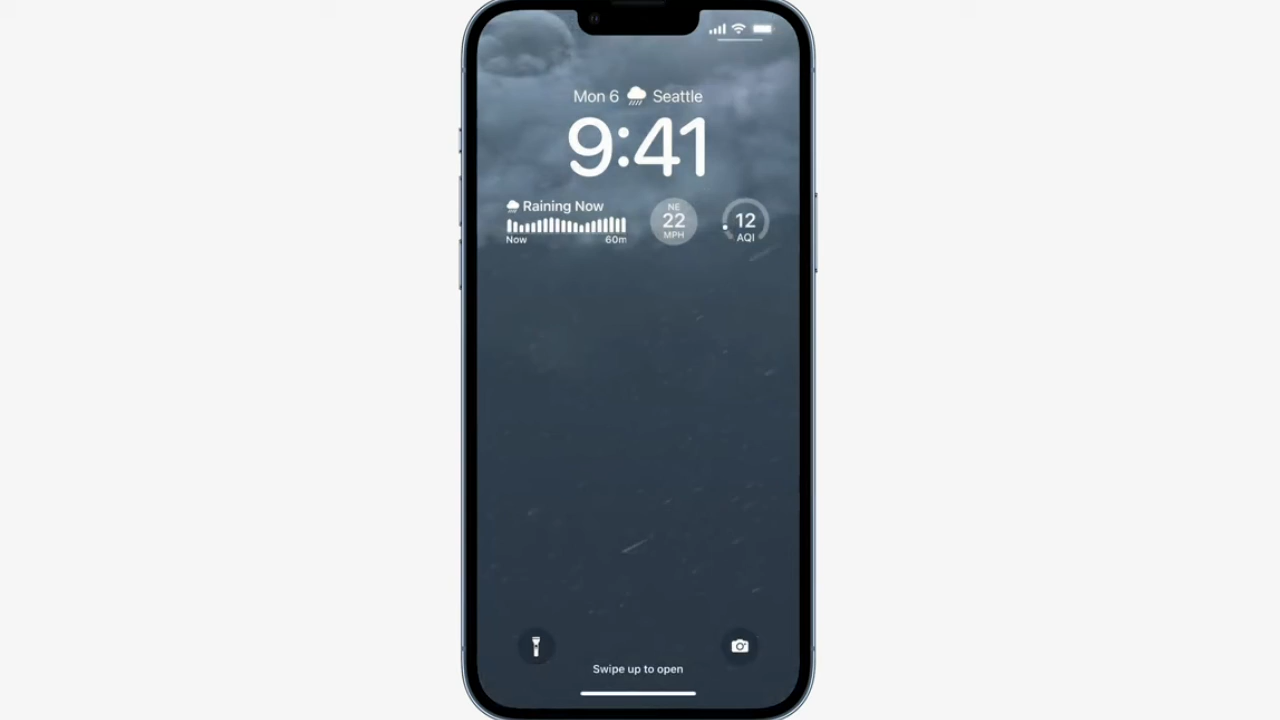 Mon 6 Seattle
9:41
Raining Now
Now 60m
NE
22
MPH
12
AQI
Swipe up to open